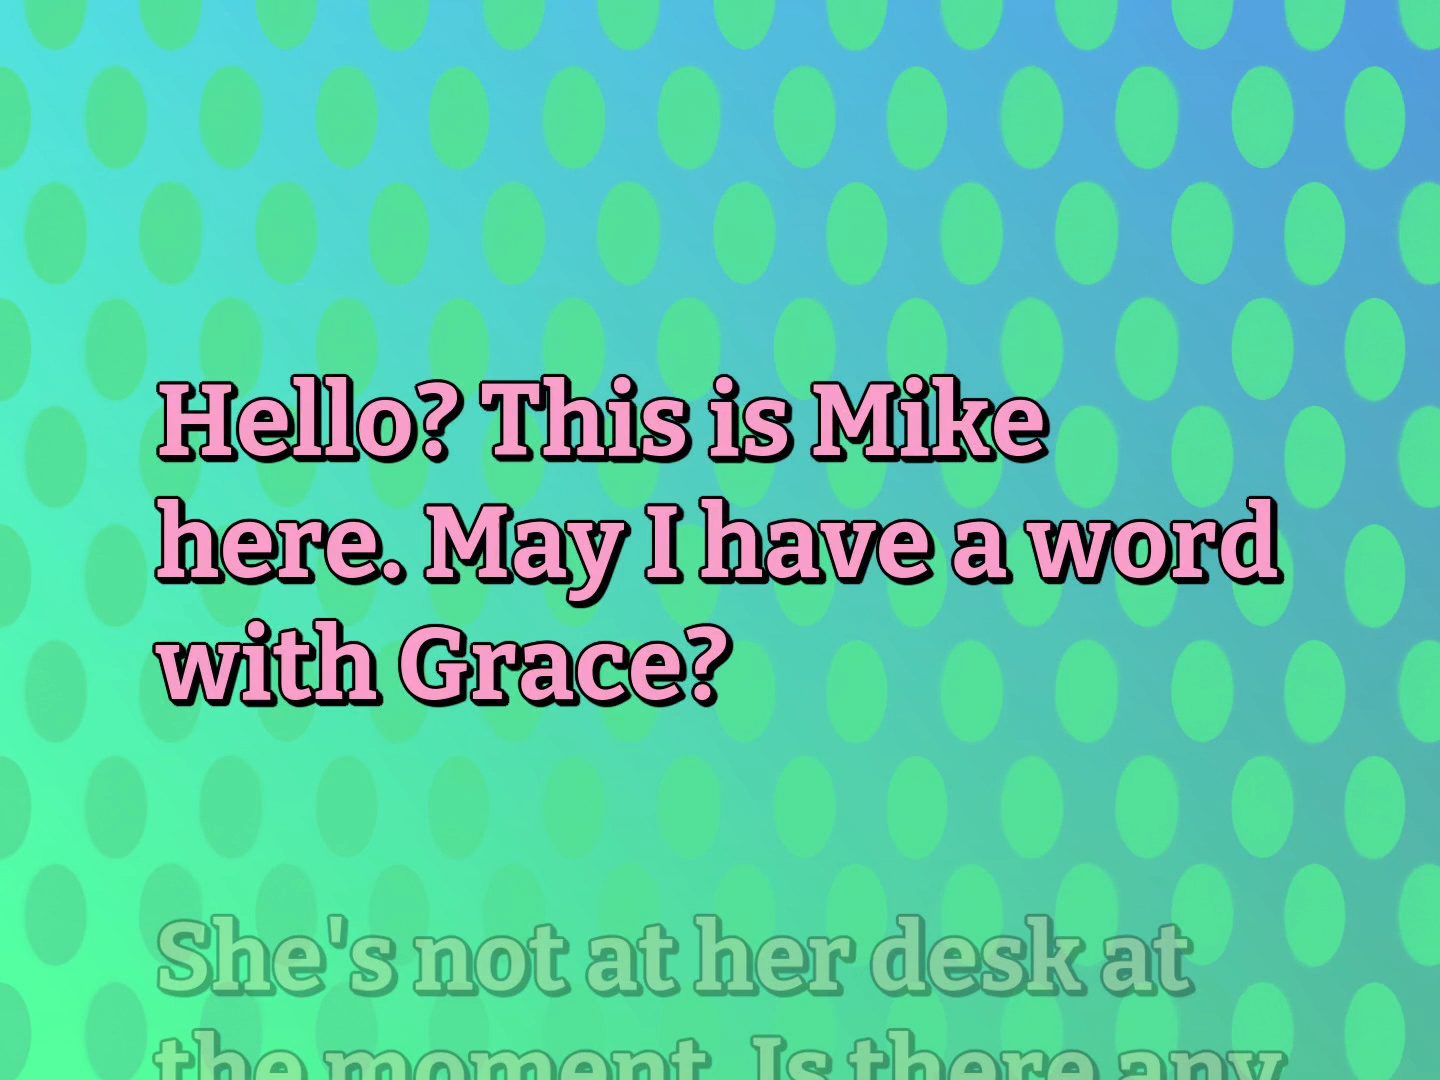 Hello? This is Mike
here. May I have a word
with Grace?
She's not at her desk at
the moment. Is there any